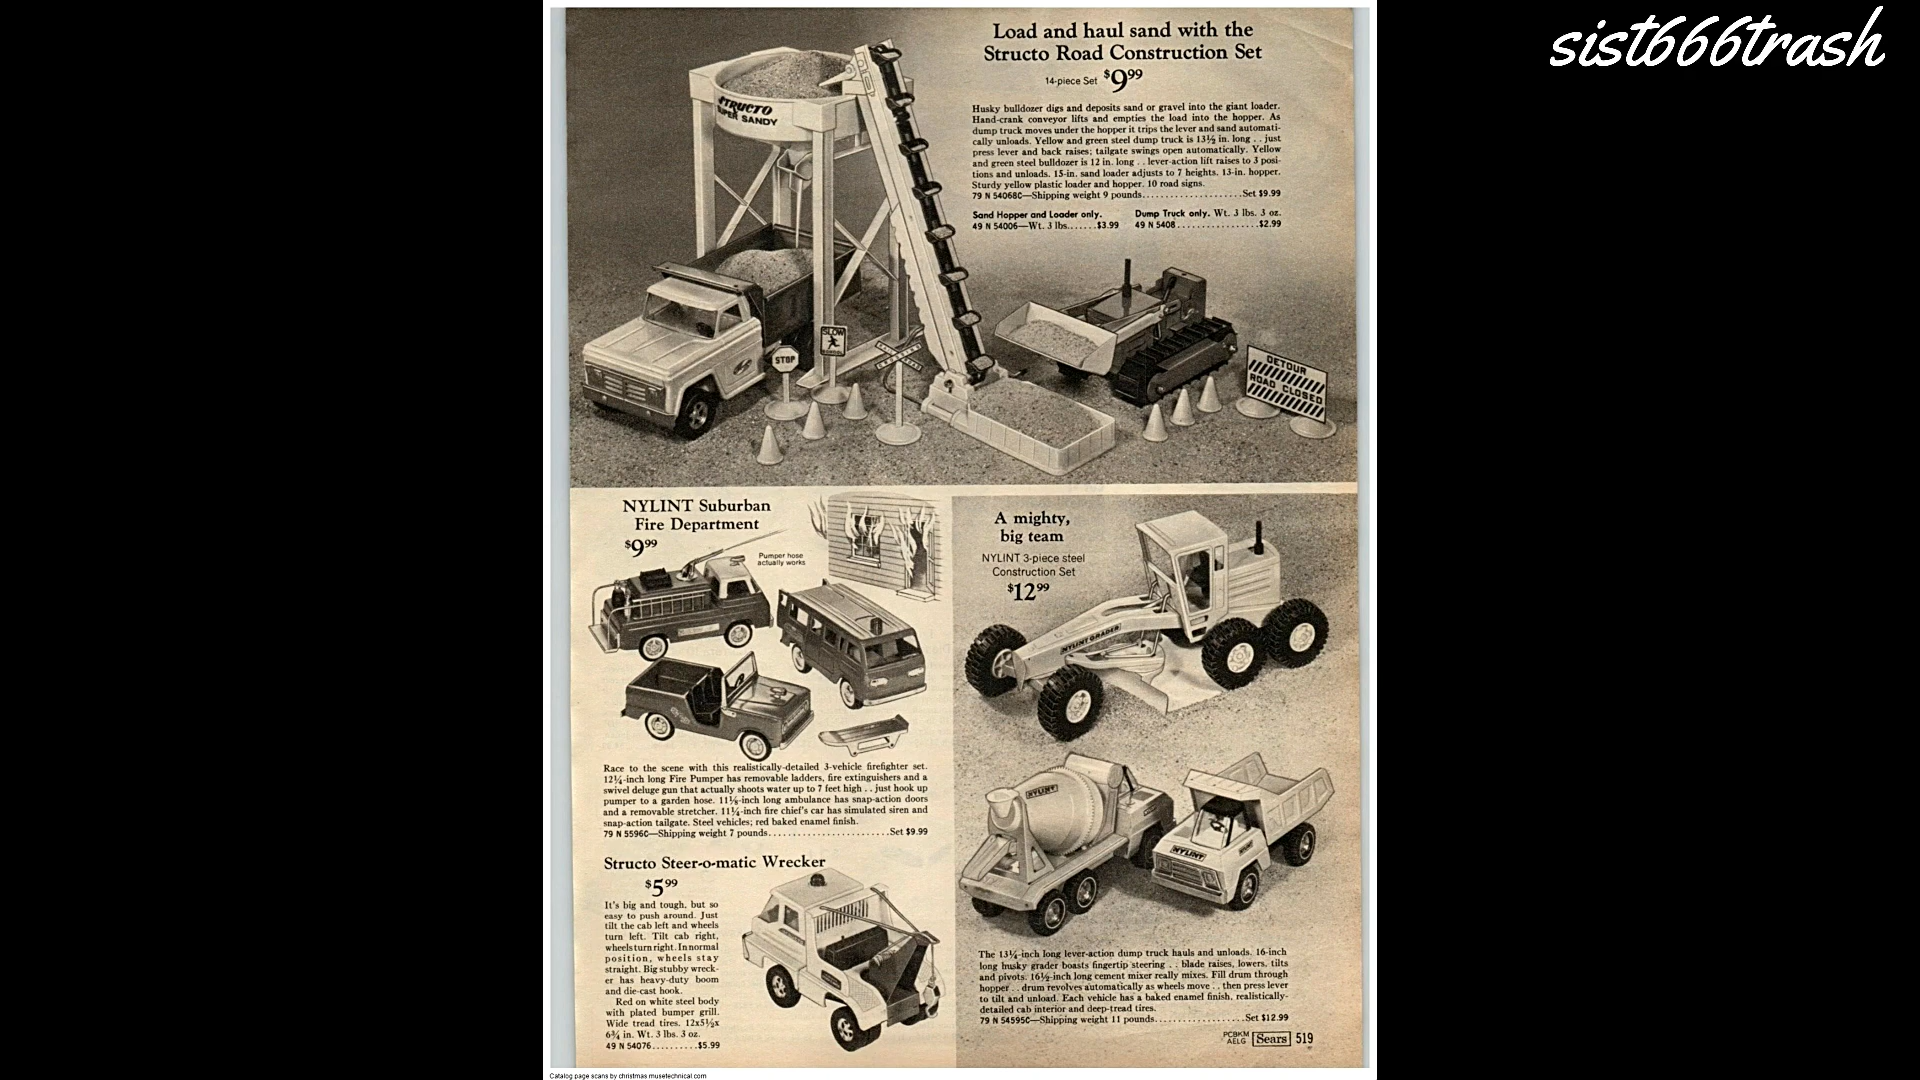 sist666trash
Load and haul sand with the
Structo Road Construction Set
14-piece Set $9.99
Husky bulldozer digs and deposits sand or gravel into the giant loader.
Hand-crank conveyor lifts and empties the load into the hopper. As
dump truck moves under the hopper it trips the lever and sand automati-
cally unloads. Yellow and green steel dump truck is 13½ in. long . . just
press lever and back raises; tailgate swings open automatically. Yellow
and green steel bulldozer is 12 in. long . . lever-action lift raises to 3 posi-
tions and unloads. 15-in. sand loader adjusts to 7 heights. 13-in. hopper.
Sturdy yellow plastic loader and hopper. 10 road signs.
79 N 54068C—Shipping weight 9 pounds.....................Set $9.99
Sand Hopper and Loader only.
49 N 54006—Wt. 3 lbs.......$3.99
Dump Truck only. Wt. 3 lbs. 3 oz.
49 N 5408.................$2.99
STRUCTO
SUPER SANDY
STOP
SLOW
SCHOOL
DETOUR
ROAD CLOSED
NYLINT Suburban
Fire Department
$9.99
Pumper hose
actually works
Race to the scene with this realistically-detailed 3-vehicle firefighter set.
12¼-inch long Fire Pumper has removable ladders, fire extinguishers and a
swivel deluge gun that actually shoots water up to 7 feet high . . just hook up
pumper to a garden hose. 11⅛-inch long ambulance has snap-action doors
and a removable stretcher. 11¼-inch fire chief's car has simulated siren and
snap-action tailgate. Steel vehicles; red baked enamel finish.
79 N 5596C—Shipping weight 7 pounds.........................Set $9.99
Structo Steer-o-matic Wrecker
$5.99
It's big and tough, but so
easy to push around. Just
tilt the cab left and wheels
turn left. Tilt cab right,
wheels turn right. In normal
position, wheels stay
straight. Big stubby wreck-
er has heavy-duty boom
and die-cast hook.
Red on white steel body
with plated bumper grill.
Wide tread tires. 12x5½x
6¾ in. Wt. 3 lbs. 3 oz.
49 N 54076..........$5.99
A mighty,
big team
NYLINT 3-piece steel
Construction Set
$12.99
NYLINT GRADER
NYLINT
NYLINT
The 13¼-inch long lever-action dump truck hauls and unloads. 16-inch
long husky grader boasts fingertip steering . . blade raises, lowers, tilts
and pivots. 16½-inch long cement mixer really mixes. Fill drum through
hopper . . drum revolves automatically as wheels move . . then press lever
to tilt and unload. Each vehicle has a baked enamel finish, realistically-
detailed cab interior and deep-tread tires.
79 N 54595C—Shipping weight 11 pounds...................Set $12.99
PCBKM
AELG
Sears 519
Catalog page scans by christmas.musetechnical.com